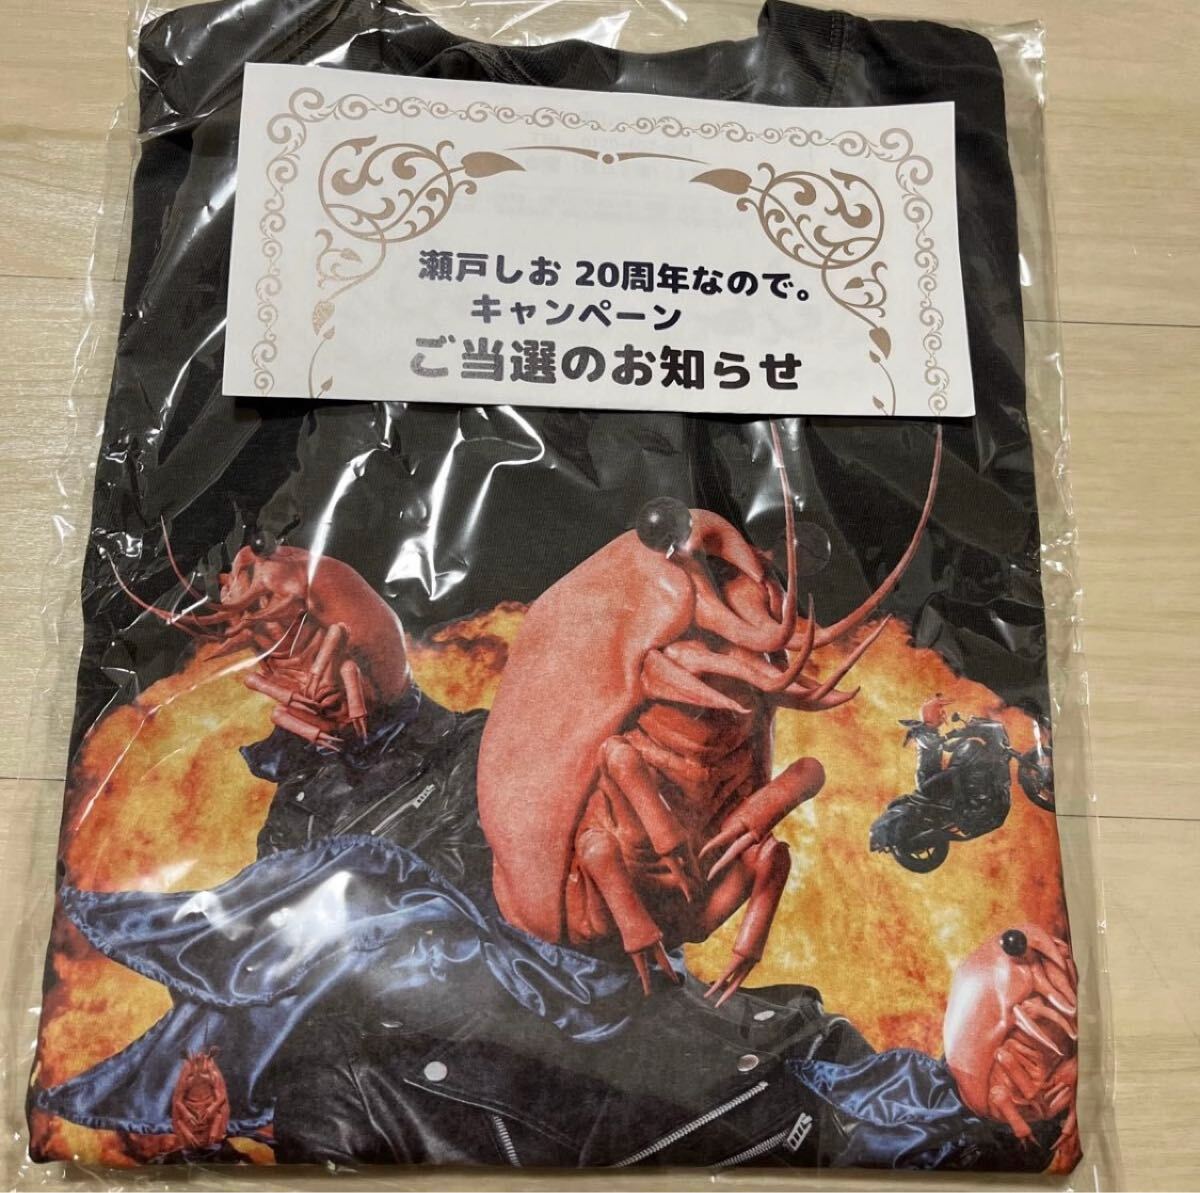 瀬戸しお 20周年なので。
キャンペーン
ご当選のお知らせ